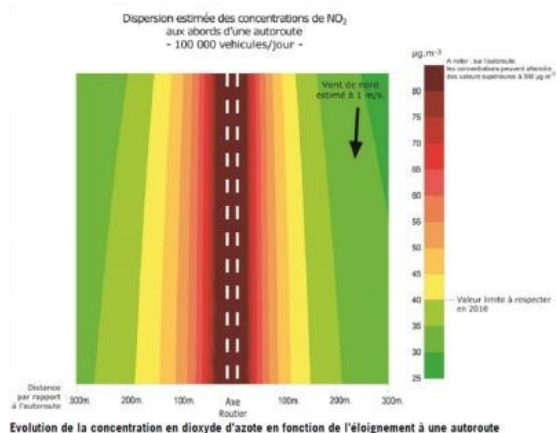 Dispersion estimée des concentrations de NO₂
aux abords d'une autoroute
- 100 000 vehicules/jour -
µg.m⁻³
A noter : sur l'autoroute,
les concentrations peuvent atteindre
des valeurs supérieures à 300 µg.m⁻³
Vent de nord
estimé à 1 m/s.
80
75
70
65
60
55
50
45
40
35
30
25
Valeur limite à respecter
en 2016
Distance
par rapport
à l'autoroute
300m.
200m.
100m.
Axe
Routier
100m.
200m.
300m.
Evolution de la concentration en dioxyde d'azote en fonction de l'éloignement à une autoroute